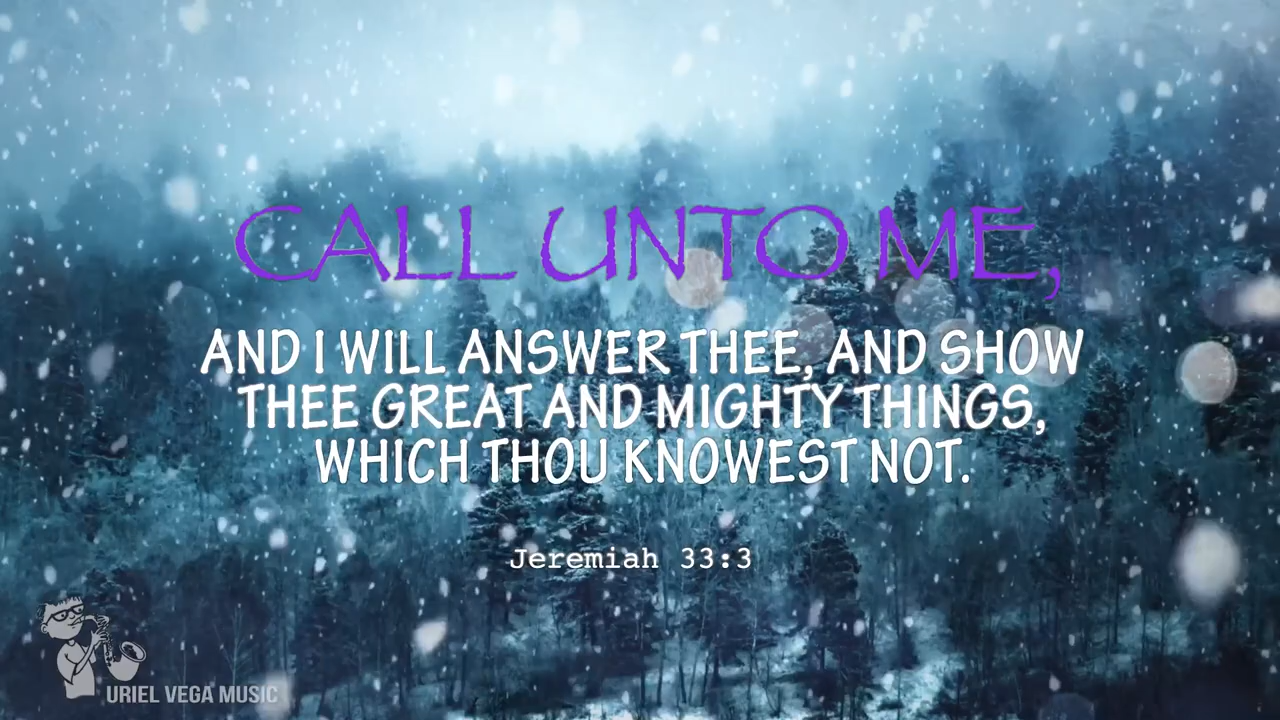 CALL UNTO ME,
AND I WILL ANSWER THEE, AND SHOW
THEE GREAT AND MIGHTY THINGS,
WHICH THOU KNOWEST NOT.
Jeremiah 33:3
URIEL VEGA MUSIC